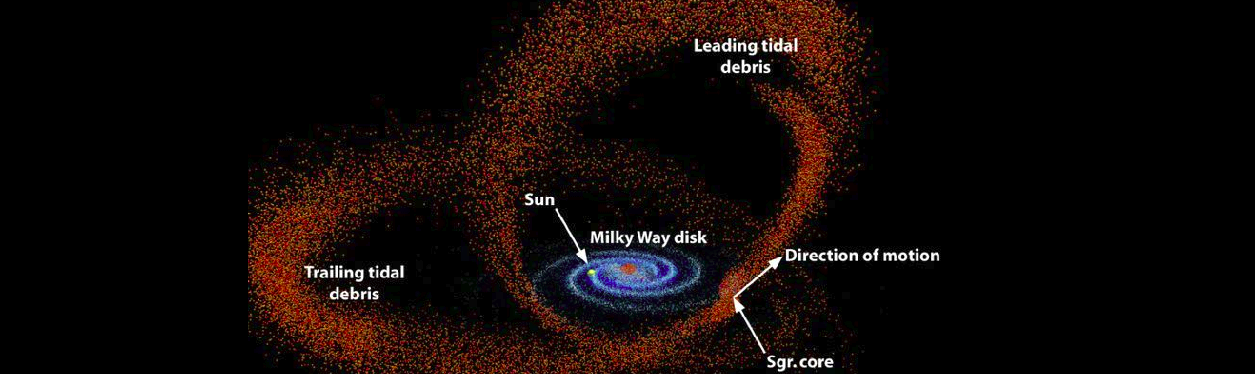 Leading tidal
debris
Sun
Milky Way disk
Direction of motion
Trailing tidal
debris
Sgr.core